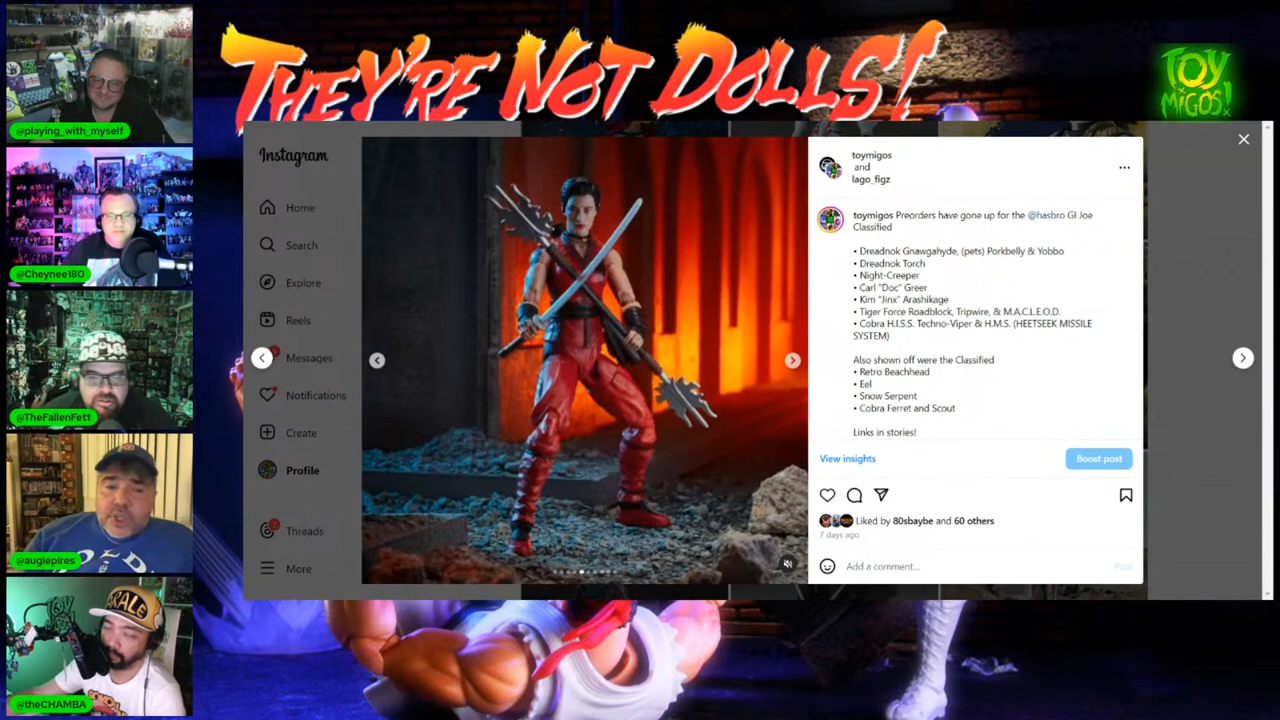 THEY'RE NOT DOLLS!
TOY
MIGOS!
@playing_with_myself
@Cheynee180
@TheFallenFett
@augiepires
@theCHAMBA
Instagram
Home
Search
Explore
Reels
Messages
Notifications
Create
Profile
Threads
More
toymigos
and
lago_figz
toymigos Preorders have gone up for the @hasbro GI Joe
Classified
• Dreadnok Gnawgahyde, (pets) Porkbelly & Yobbo
• Dreadnok Torch
• Night-Creeper
• Carl "Doc" Greer
• Kim "Jinx" Arashikage
• Tiger Force Roadblock, Tripwire, & M.A.C.L.E.O.D.
• Cobra H.I.S.S. Techno-Viper & H.M.S. (HEETSEEK MISSILE
SYSTEM)
Also shown off were the Classified
• Retro Beachhead
• Eel
• Snow Serpent
• Cobra Ferret and Scout
Links in stories!
View insights
Boost post
Liked by 80sbaybe and 60 others
7 days ago
Add a comment...
Post